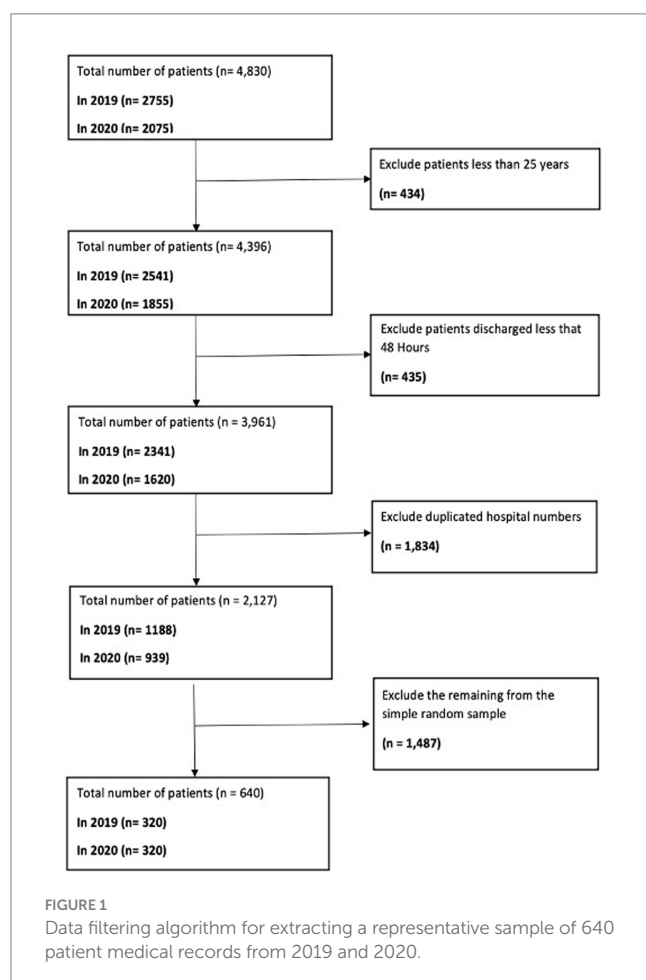 Total number of patients (n= 4,830)
In 2019 (n= 2755)
In 2020 (n= 2075)
Exclude patients less than 25 years
(n= 434)
Total number of patients (n= 4,396)
In 2019 (n= 2541)
In 2020 (n= 1855)
Exclude patients discharged less that
48 Hours
(n= 435)
Total number of patients (n = 3,961)
In 2019 (n= 2341)
In 2020 (n= 1620)
Exclude duplicated hospital numbers
(n = 1,834)
Total number of patients (n = 2,127)
In 2019 (n= 1188)
In 2020 (n= 939)
Exclude the remaining from the
simple random sample
(n = 1,487)
Total number of patients (n = 640)
In 2019 (n= 320)
In 2020 (n= 320)
FIGURE 1
Data filtering algorithm for extracting a representative sample of 640
patient medical records from 2019 and 2020.